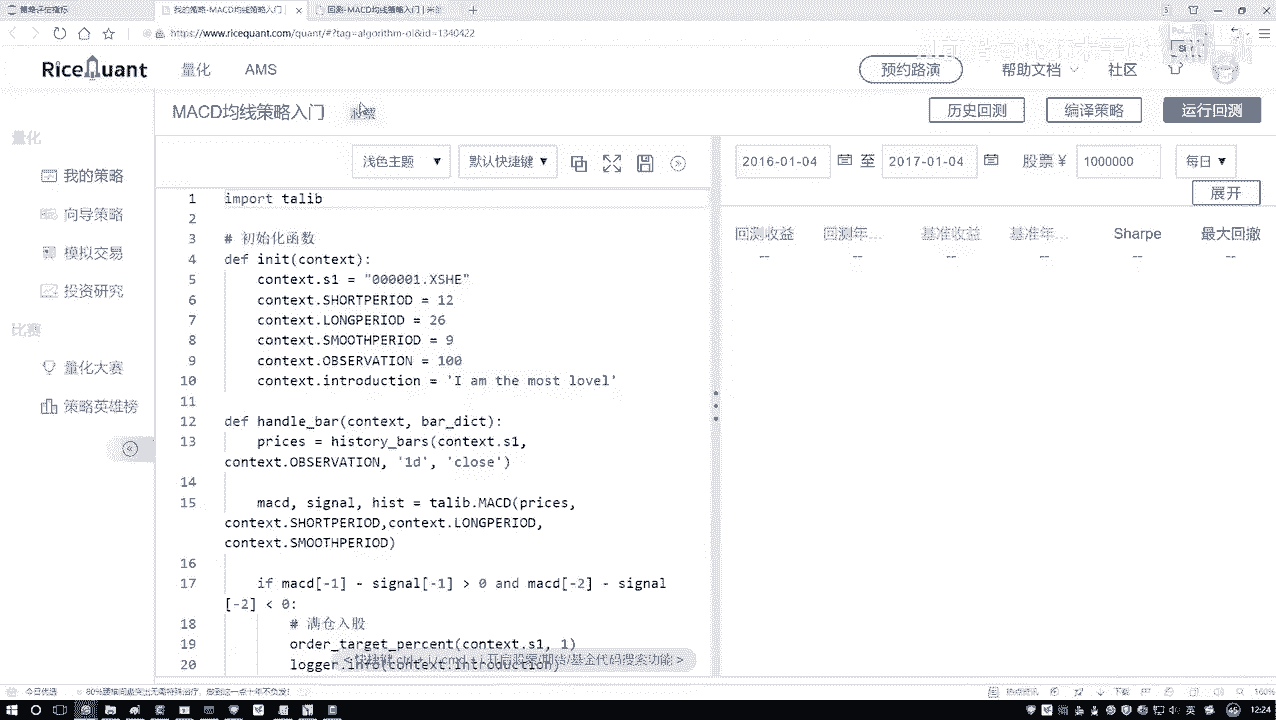 策略评估指标
我的策略-MACD均线策略入门
回测-MACD均线策略入门 | 米筐
https://www.ricequant.com/quant/#?tag=algorithm-ol&id=1340422
RiceQuant
量化
AMS
预约路演
帮助文档
社区
MACD均线策略入门
历史回测
编译策略
运行回测
量化
我的策略
向导策略
模拟交易
投资研究
比赛
量化大赛
策略英雄榜
浅色主题
默认快捷键
2016-01-04 至 2017-01-04 股票 ¥ 1000000 每日
展开
回测收益 回测年... 基准收益 基准年... Sharpe 最大回撤
-- -- -- -- -- --
1 import talib
2
3 # 初始化函数
4 def init(context):
5 context.s1 = "000001.XSHE"
6 context.SHORTPERIOD = 12
7 context.LONGPERIOD = 26
8 context.SMOOTHPERIOD = 9
9 context.OBSERVATION = 100
10 context.introduction = 'I am the most lovel'
11
12 def handle_bar(context, bar_dict):
13 prices = history_bars(context.s1,
context.OBSERVATION, '1d', 'close')
14
15 macd, signal, hist = talib.MACD(prices,
context.SHORTPERIOD,context.LONGPERIOD,
context.SMOOTHPERIOD)
16
17 if macd[-1] - signal[-1] > 0 and macd[-2] - signal
[-2] < 0:
18 # 满仓入股
19 order_target_percent(context.s1, 1)
20
12:24